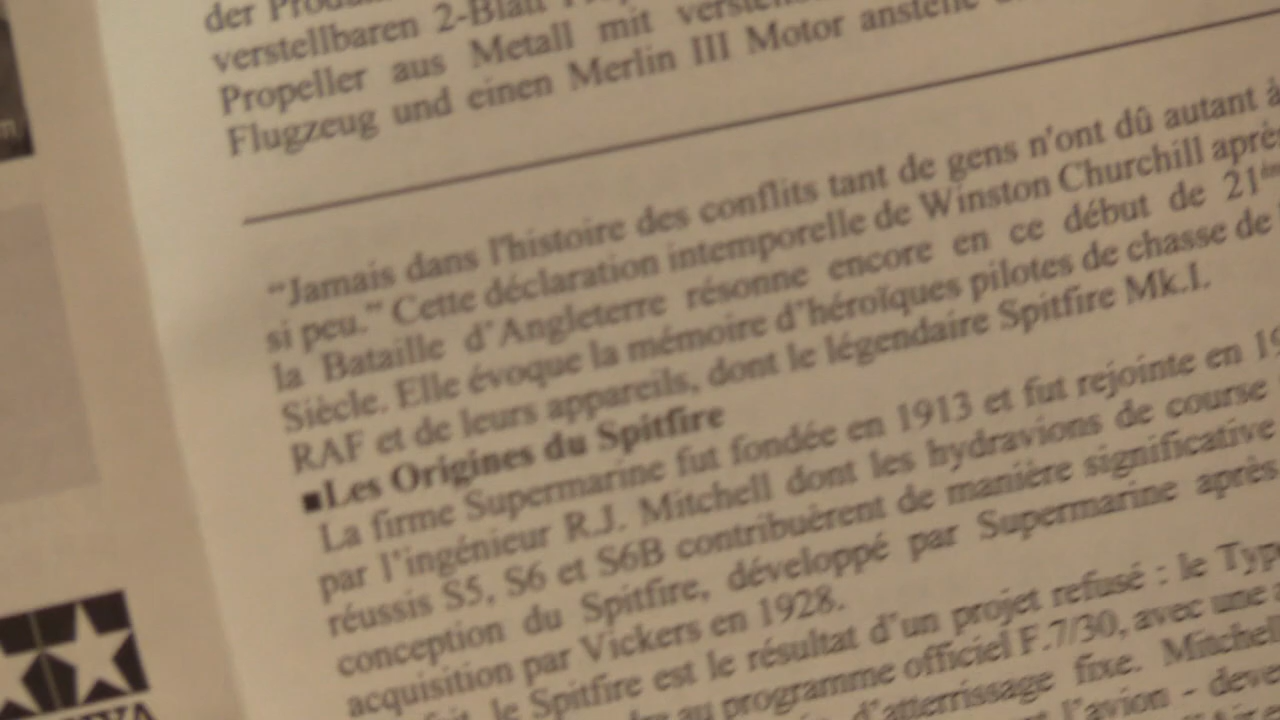 der
verstellbaren 2-Blatt
Propeller aus Metall mit
Flugzeug und einen Merlin III Motor anstelle
“Jamais dans l'histoire des conflits tant de gens n'ont dû autant à
si peu.” Cette déclaration intemporelle de Winston Churchill après
la Bataille d'Angleterre résonne encore en ce début de 21
Siècle. Elle évoque la mémoire d'héroïques pilotes de chasse de
RAF et de leurs appareils, dont le légendaire Spitfire Mk.I.
■Les Origines du Spitfire
La firme Supermarine fut fondée en 1913 et fut rejointe en
par l'ingénieur R.J. Mitchell dont les hydravions de course
réussis S5, S6 et S6B contribuèrent de manière significative
conception du Spitfire, développé par Supermarine après
acquisition par Vickers en 1928.
le Spitfire est le résultat d'un projet refusé : le Typ
au programme officiel F.7/30, avec une
d'atterrissage fixe. Mitchell
l'avion - deve